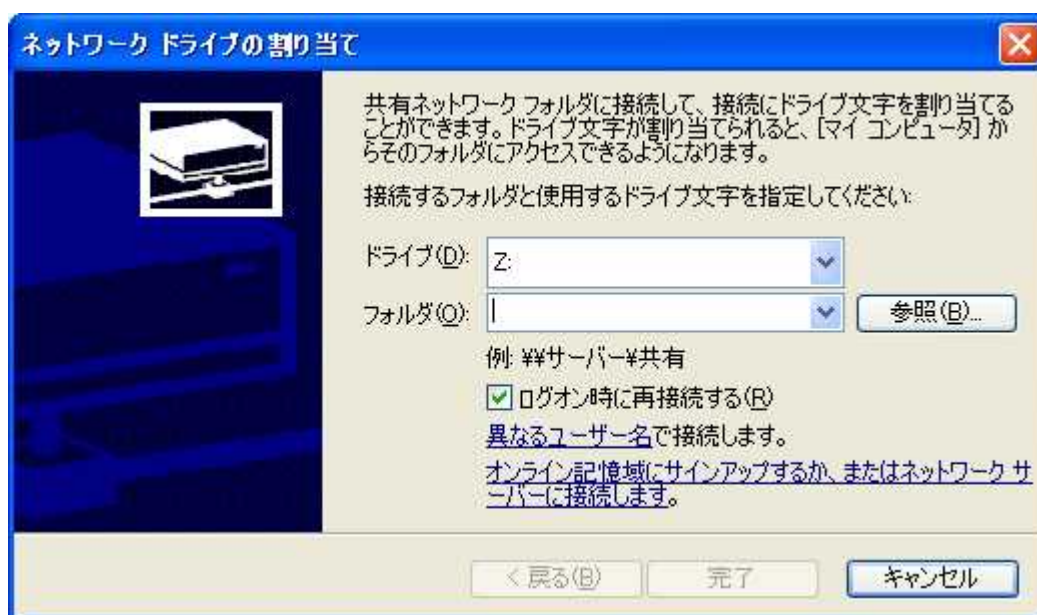 ネットワーク ドライブの割り当て
共有ネットワーク フォルダに接続して、接続にドライブ文字を割り当てる
ことができます。ドライブ文字が割り当てられると、[マイ コンピュータ] か
らそのフォルダにアクセスできるようになります。
接続するフォルダと使用するドライブ文字を指定してください:
ドライブ(D): Z:
フォルダ(O): 参照(B)...
例: ¥¥サーバー¥共有
ログオン時に再接続する(R)
異なるユーザー名で接続します。
オンライン記憶域にサインアップするか、またはネットワーク サ
ーバーに接続します。
< 戻る(B) 完了 キャンセル